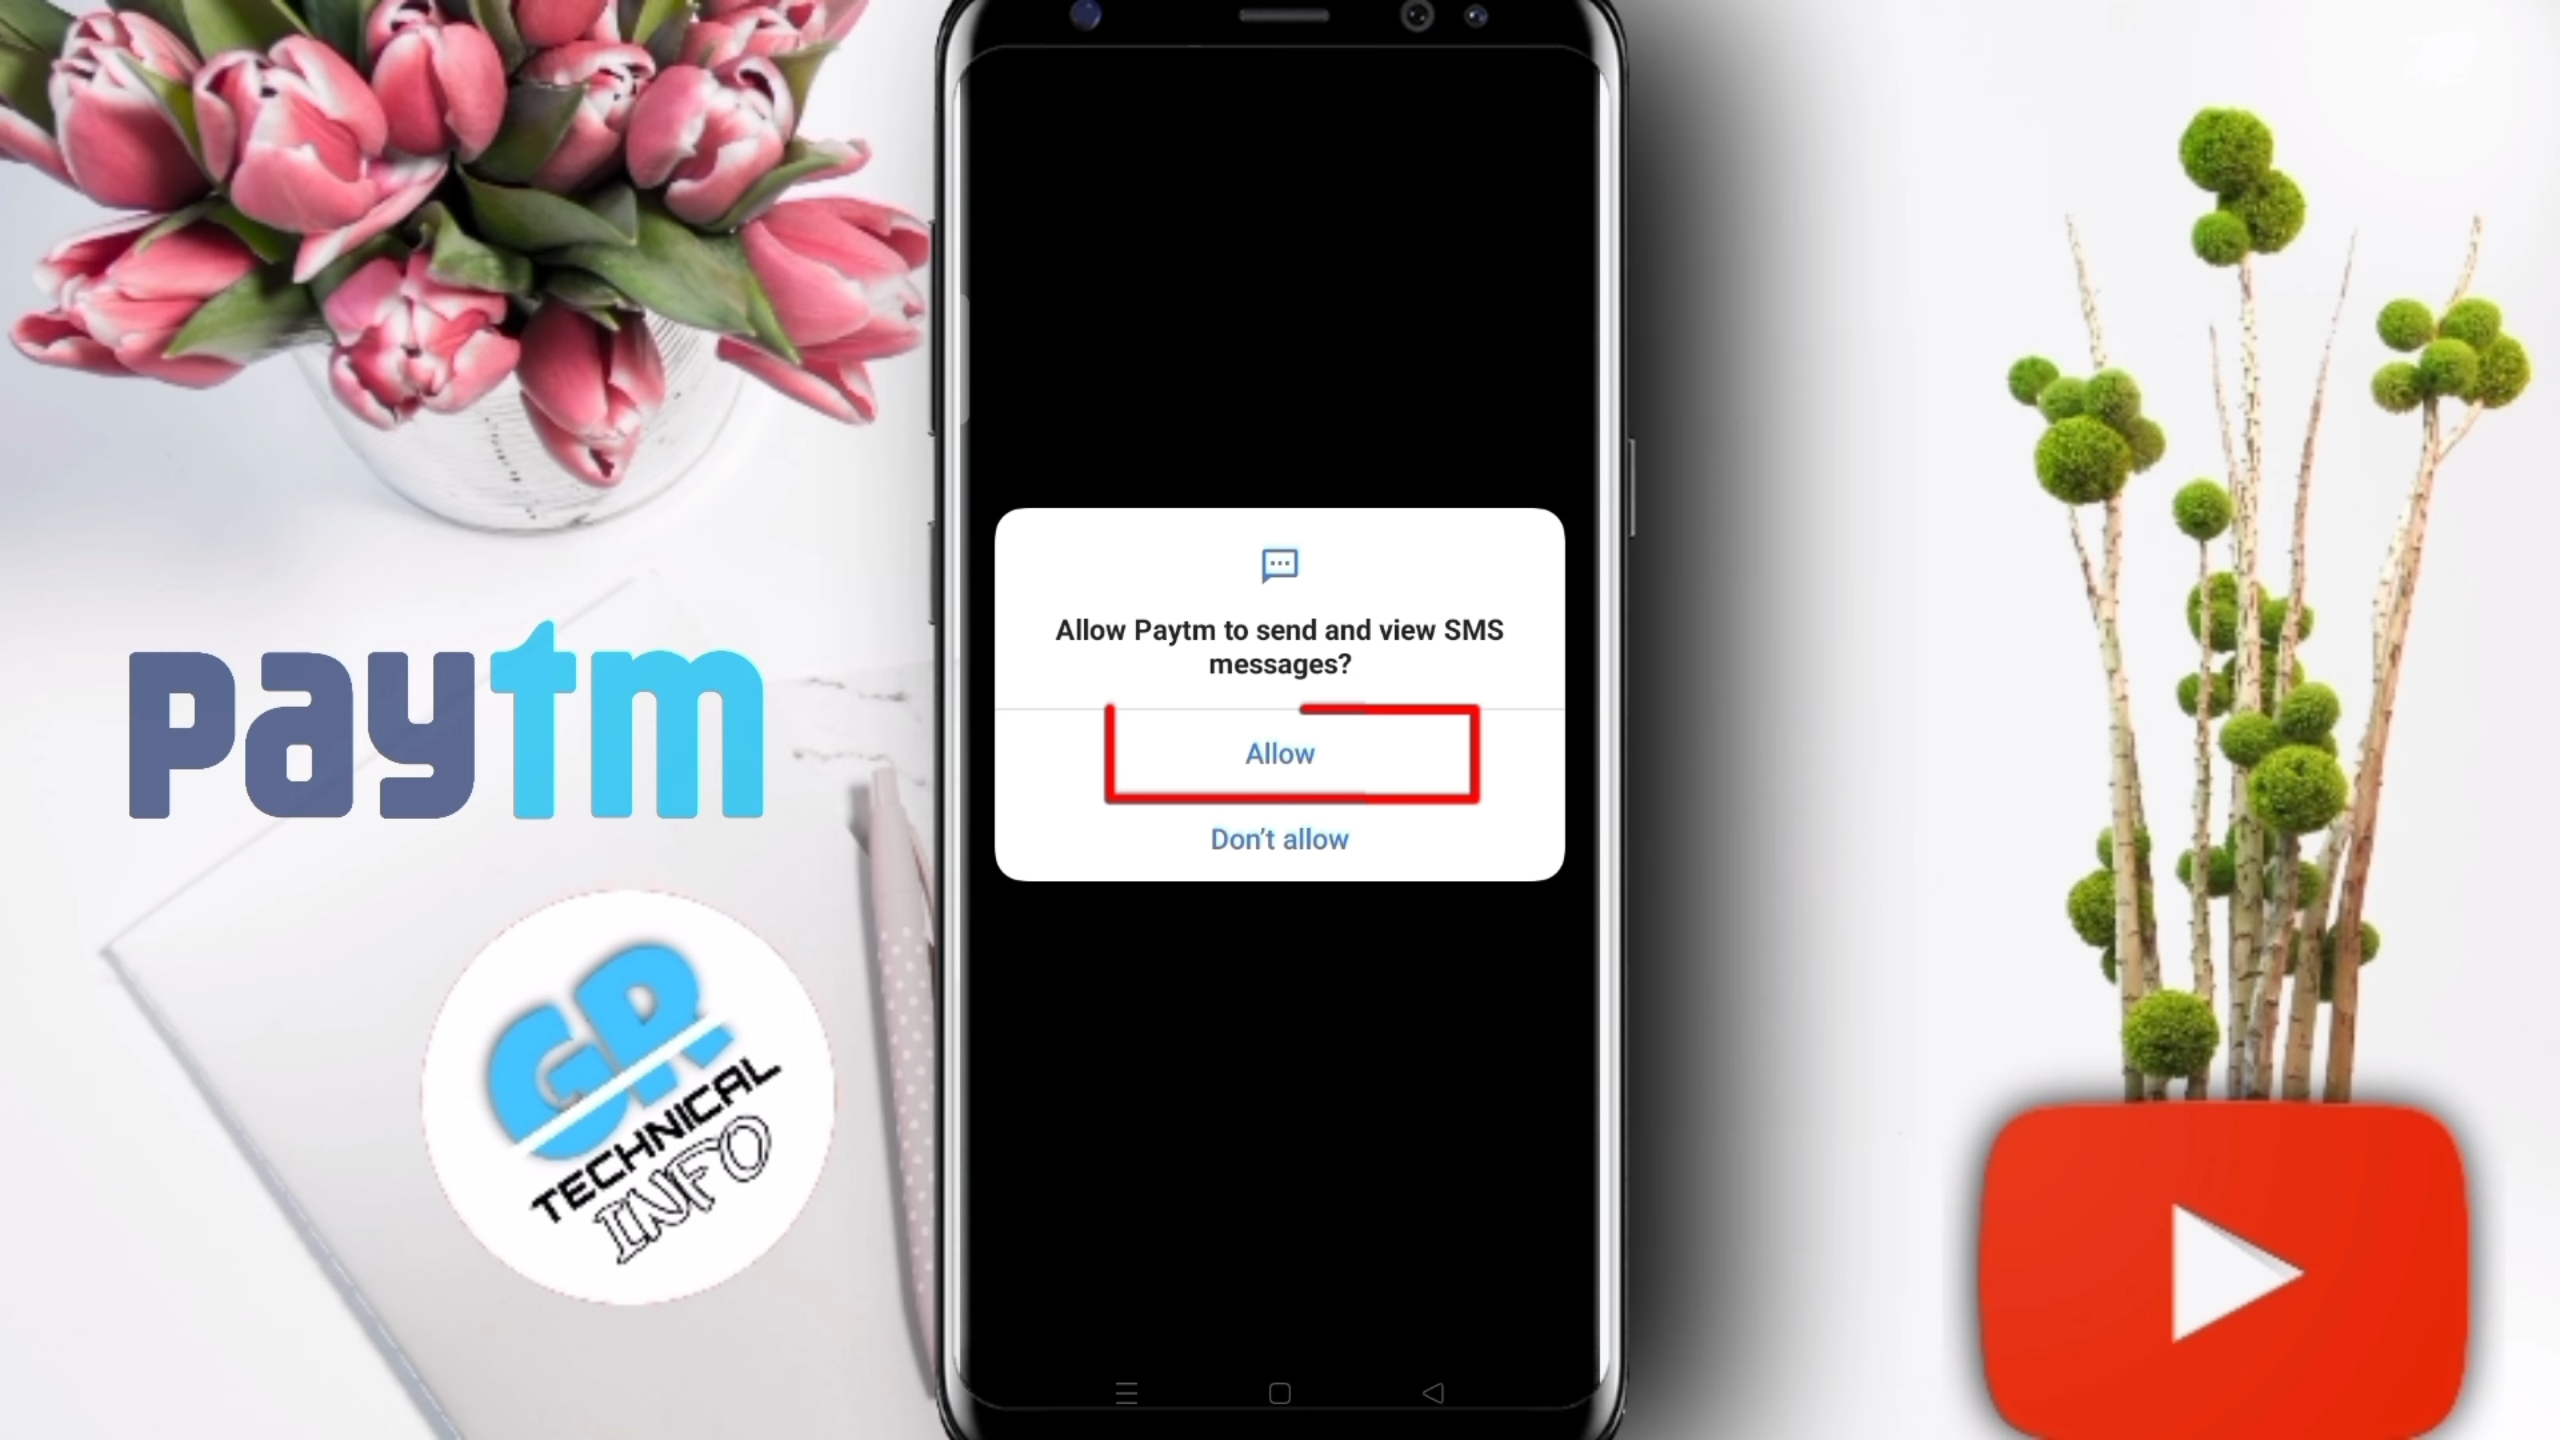 Allow Paytm to send and view SMS
messages?
Allow
Don't allow
paytm
GR
TECHNICAL
INFO